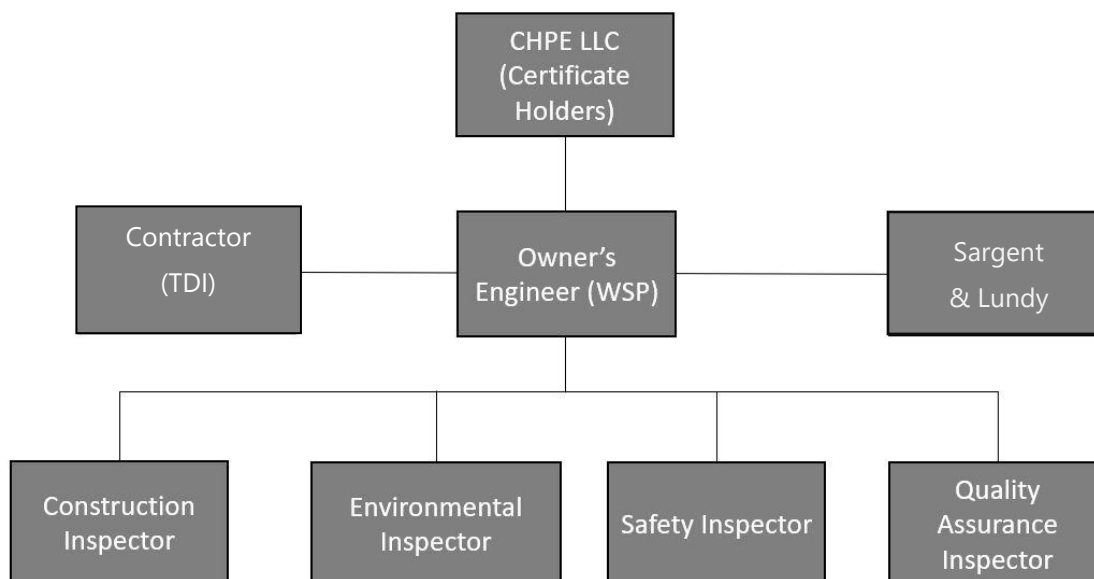 CHPE LLC
(Certificate
Holders)
Contractor
(TDI)
Owner’s
Engineer (WSP)
Sargent
& Lundy
Construction
Inspector
Environmental
Inspector
Safety Inspector
Quality
Assurance
Inspector